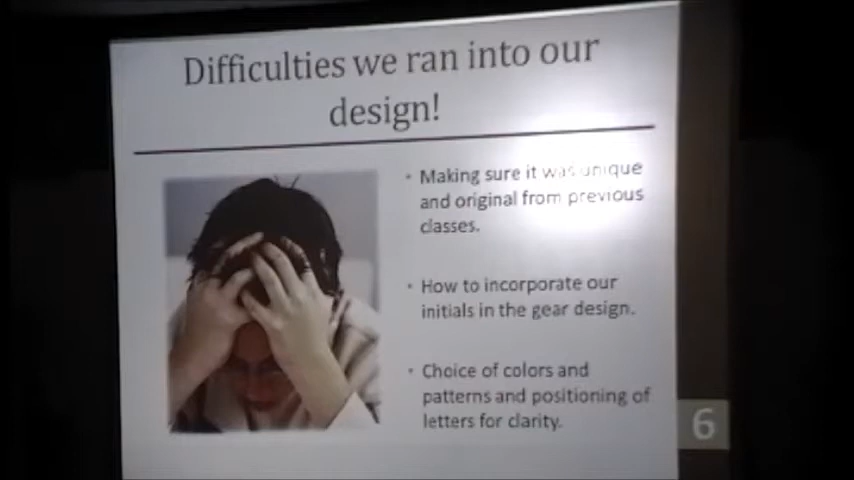 Difficulties we ran into our
design!
• Making sure it was unique
and original from previous
classes.
• How to incorporate our
initials in the gear design.
• Choice of colors and
patterns and positioning of
letters for clarity.
6